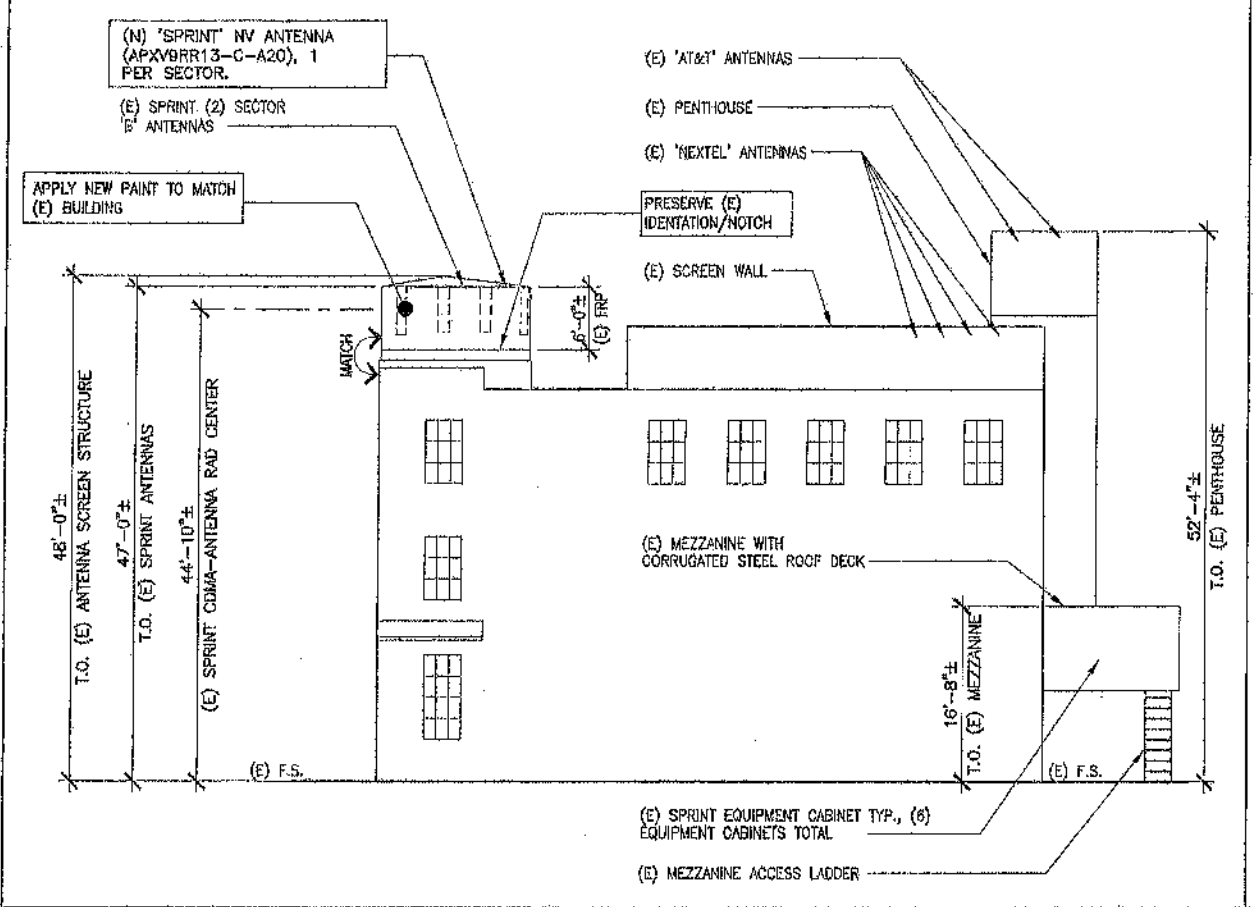 (N) 'SPRINT' NV ANTENNA
(APXV9RR13-C-A20), 1
PER SECTOR.
(E) SPRINT (2) SECTOR
'B' ANTENNAS
APPLY NEW PAINT TO MATCH
(E) BUILDING
(E) 'AT&T' ANTENNAS
(E) PENTHOUSE
(E) 'NEXTEL' ANTENNAS
PRESERVE (E)
IDENTATION/NOTCH
(E) SCREEN WALL
6'-0"±
(E) FRP
MATCH
48'-0"±
T.O. (E) ANTENNA SCREEN STRUCTURE
47'-0"±
T.O. (E) SPRINT ANTENNAS
44'-10"±
(E) SPRINT CDMA-ANTENNA RAD CENTER
52'-4"±
T.O. (E) PENTHOUSE
(E) MEZZANINE WITH
CORRUGATED STEEL ROOF DECK
16'-8"±
T.O. (E) MEZZANINE
(E) F.S.
(E) F.S.
(E) SPRINT EQUIPMENT CABINET TYP., (6)
EQUIPMENT CABINETS TOTAL
(E) MEZZANINE ACCESS LADDER